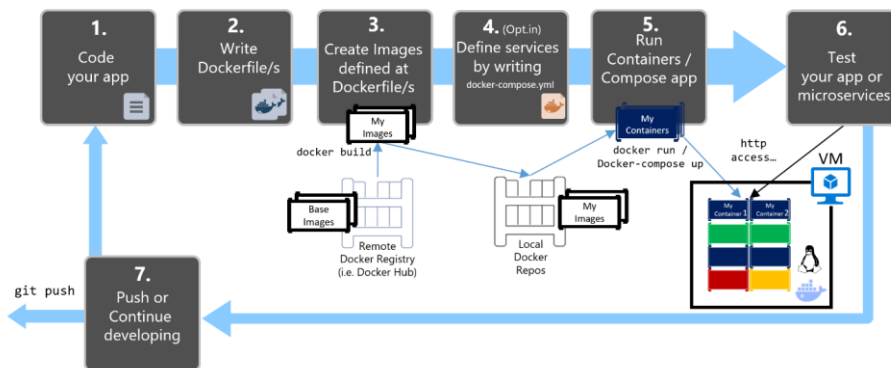 1.
Code
your app
2.
Write
Dockerfile/s
3.
Create Images
defined at
Dockerfile/s
4. (Opt.in)
Define services
by writing
docker-compose.yml
5.
Run
Containers /
Compose app
6.
Test
your app or
microservices
My
Images
docker build
My
Containers
docker run /
Docker-compose up
http
access…
VM
Base
Images
Remote
Docker Registry
(i.e. Docker Hub)
My
Images
Local
Docker
Repos
My
Container 1
My
Container 2
7.
Push or
Continue
developing
git push